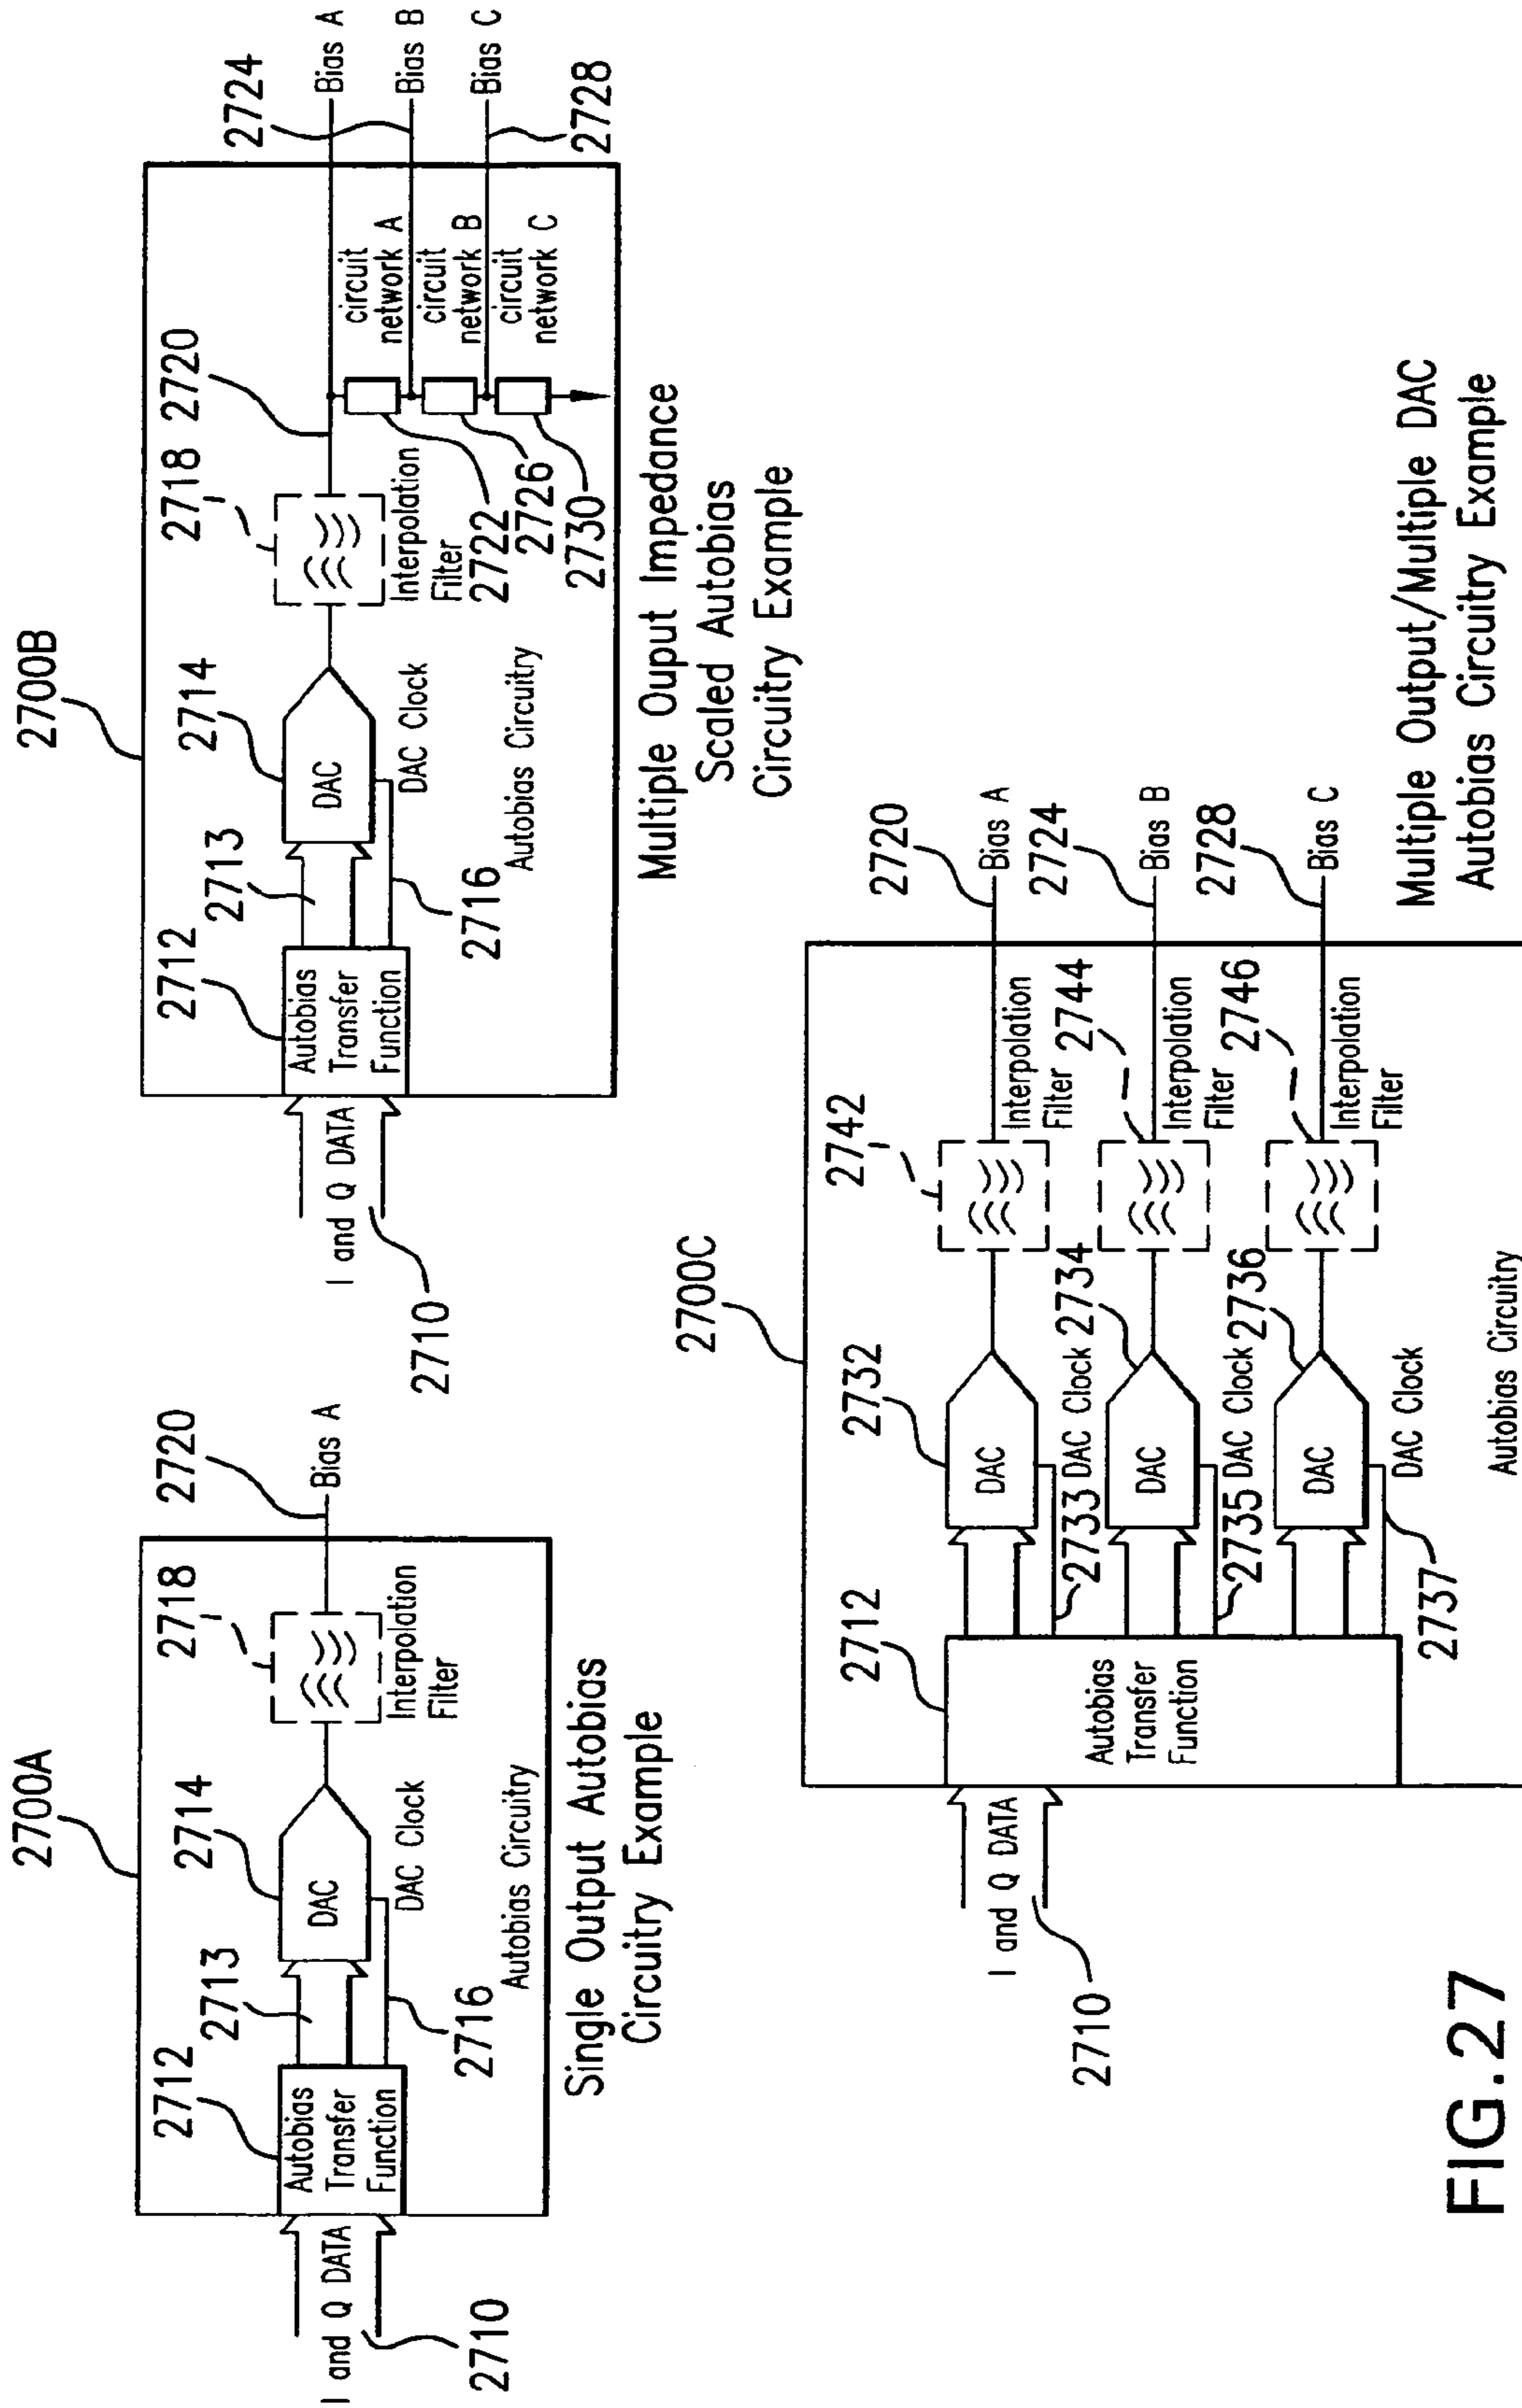 2700A
2712
2713
2714
2718
2720
I and Q DATA
2710
Autobias
Transfer
Function
DAC
DAC Clock
2716
Interpolation
Filter
Bias A
Autobias Circuitry
Single Output Autobias
Circuitry Example
2700B
2712
2713
2714
2718
2720
2724
I and Q DATA
2710
Autobias
Transfer
Function
DAC
DAC Clock
2716
Interpolation
Filter
2722
2726
2730
circuit
network A
circuit
network B
circuit
network C
Bias A
Bias B
Bias C
2728
Autobias Circuitry
Multiple Ouput Impedance
Scaled Autobias
Circuitry Example
2700C
2712
2732
2742
2720
I and Q DATA
2710
Autobias
Transfer
Function
DAC
2733
DAC Clock
2734
Interpolation
Filter
2744
Bias A
2724
DAC
2735
DAC Clock
2736
Interpolation
Filter
2746
Bias B
2728
DAC
2737
DAC Clock
Interpolation
Filter
Bias C
Autobias Circuitry
Multiple Output/Multiple DAC
Autobias Circuitry Example
FIG.27